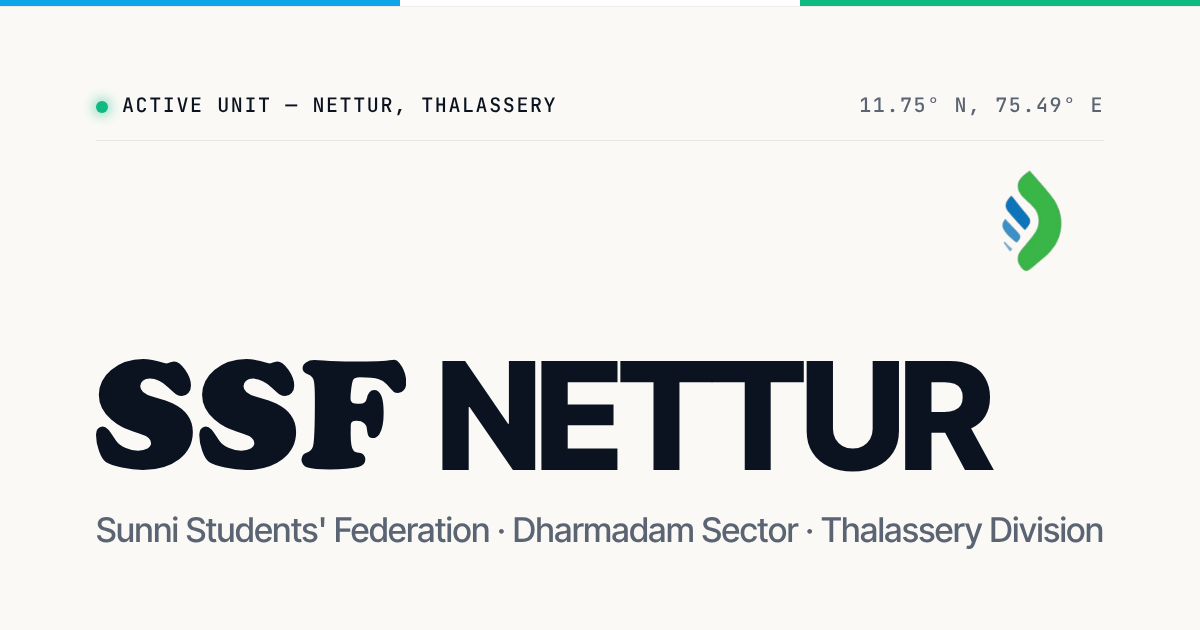 ACTIVE UNIT — NETTUR, THALASSERY
11.75° N, 75.49° E
SSF NETTUR
Sunni Students' Federation · Dharmadam Sector · Thalassery Division